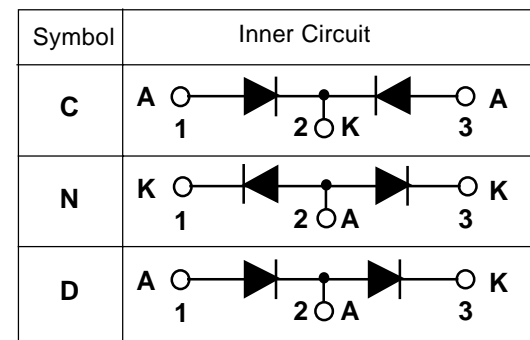 Symbol Inner Circuit
C A 1 2 K 3 A
N K 1 2 A 3 K
D A 1 2 A 3 K